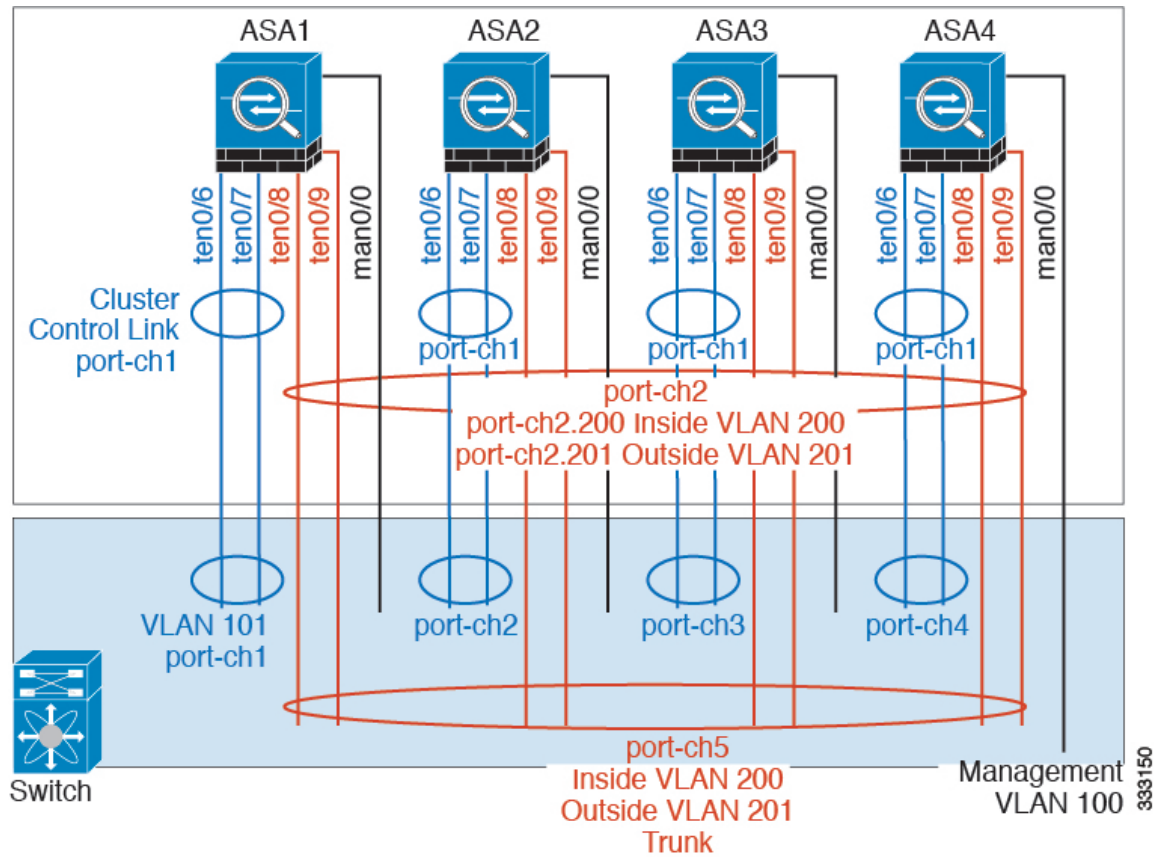 ASA1
ASA2
ASA3
ASA4
ten0/6
ten0/7
ten0/8
ten0/9
man0/0
ten0/6
ten0/7
ten0/8
ten0/9
man0/0
ten0/6
ten0/7
ten0/8
ten0/9
man0/0
ten0/6
ten0/7
ten0/8
ten0/9
man0/0
Cluster
Control Link
port-ch1
port-ch1
port-ch1
port-ch1
port-ch2
port-ch2.200 Inside VLAN 200
port-ch2.201 Outside VLAN 201
VLAN 101
port-ch1
port-ch2
port-ch3
port-ch4
port-ch5
Inside VLAN 200
Outside VLAN 201
Trunk
Switch
Management
VLAN 100
333150